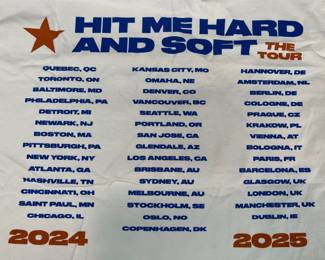 HIT ME HARD
AND SOFT THE
TOUR
QUEBEC, QC
TORONTO, ON
BALTIMORE, MD
PHILADELPHIA, PA
DETROIT, MI
NEWARK, NJ
BOSTON, MA
PITTSBURGH, PA
NEW YORK, NY
ATLANTA, GA
NASHVILLE, TN
CINCINNATI, OH
SAINT PAUL, MN
CHICAGO, IL
2024
KANSAS CITY, MO
OMAHA, NE
DENVER, CO
VANCOUVER, BC
SEATTLE, WA
PORTLAND, OR
SAN JOSE, CA
GLENDALE, AZ
LOS ANGELES, CA
BRISBANE, AU
SYDNEY, AU
MELBOURNE, AU
STOCKHOLM, SE
OSLO, NO
COPENHAGEN, DK
HANNOVER, DE
AMSTERDAM, NL
BERLIN, DE
COLOGNE, DE
PRAGUE, CZ
KRAKOW, PL
VIENNA, AT
BOLOGNA, IT
PARIS, FR
BARCELONA, ES
GLASGOW, UK
LONDON, UK
MANCHESTER, UK
DUBLIN, IE
2025